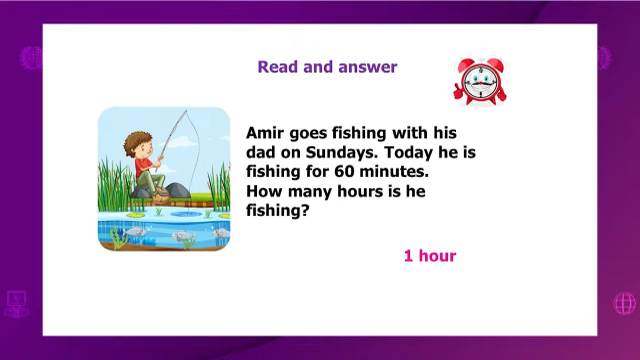 Read and answer
Amir goes fishing with his
dad on Sundays. Today he is
fishing for 60 minutes.
How many hours is he
fishing?
1 hour